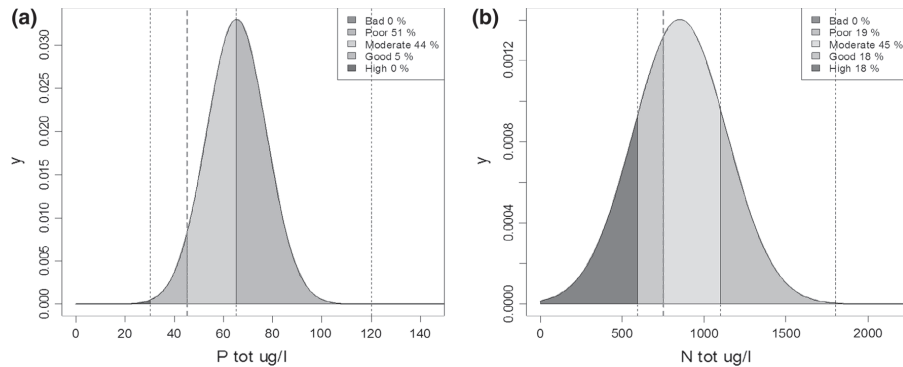 (a)
Bad 0 %
Poor 51 %
Moderate 44 %
Good 5 %
High 0 %
y
0.030
0.025
0.020
0.015
0.010
0.005
0.000
0 20 40 60 80 100 120 140
P tot ug/l
(b)
Bad 0 %
Poor 19 %
Moderate 45 %
Good 18 %
High 18 %
y
0.0012
0.0008
0.0004
0.0000
0 500 1000 1500 2000
N tot ug/l